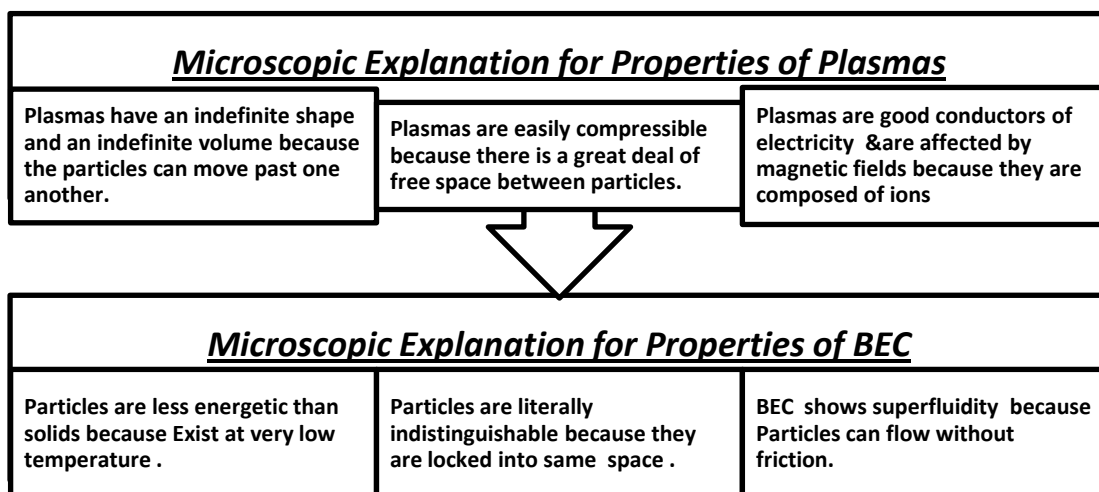 Microscopic Explanation for Properties of Plasmas
Plasmas have an indefinite shape
and an indefinite volume because
the particles can move past one
another.
Plasmas are easily compressible
because there is a great deal of
free space between particles.
Plasmas are good conductors of
electricity &are affected by
magnetic fields because they are
composed of ions
Microscopic Explanation for Properties of BEC
Particles are less energetic than
solids because Exist at very low
temperature .
Particles are literally
indistinguishable because they
are locked into same space .
BEC shows superfluidity because
Particles can flow without
friction.